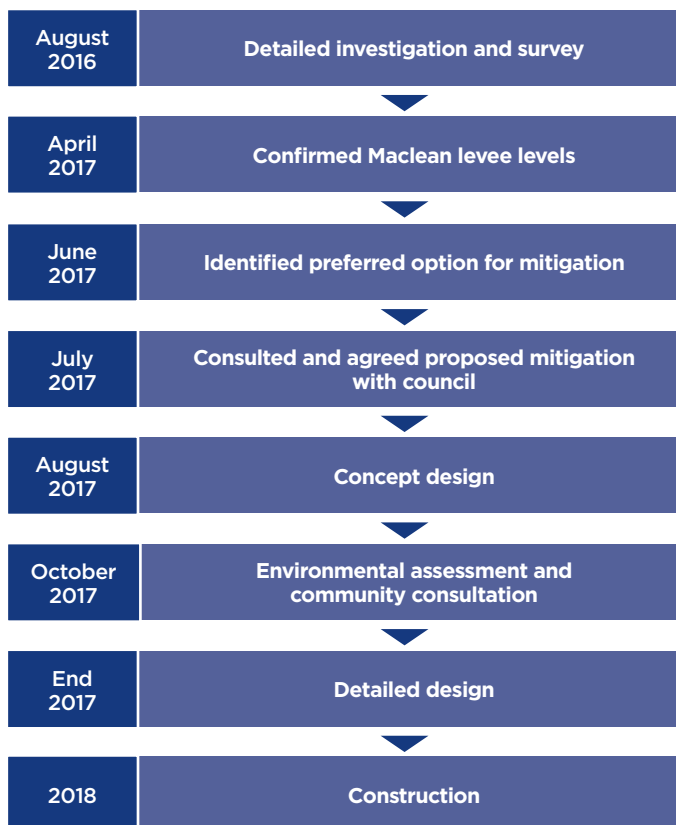 August
2016
Detailed investigation and survey
April
2017
Confirmed Maclean levee levels
June
2017
Identified preferred option for mitigation
July
2017
Consulted and agreed proposed mitigation
with council
August
2017
Concept design
October
2017
Environmental assessment and
community consultation
End
2017
Detailed design
2018
Construction